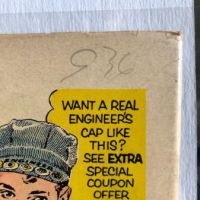 936
WANT A REAL
ENGINEER'S
CAP LIKE
THIS?
SEE EXTRA
SPECIAL
COUPON
OFFER